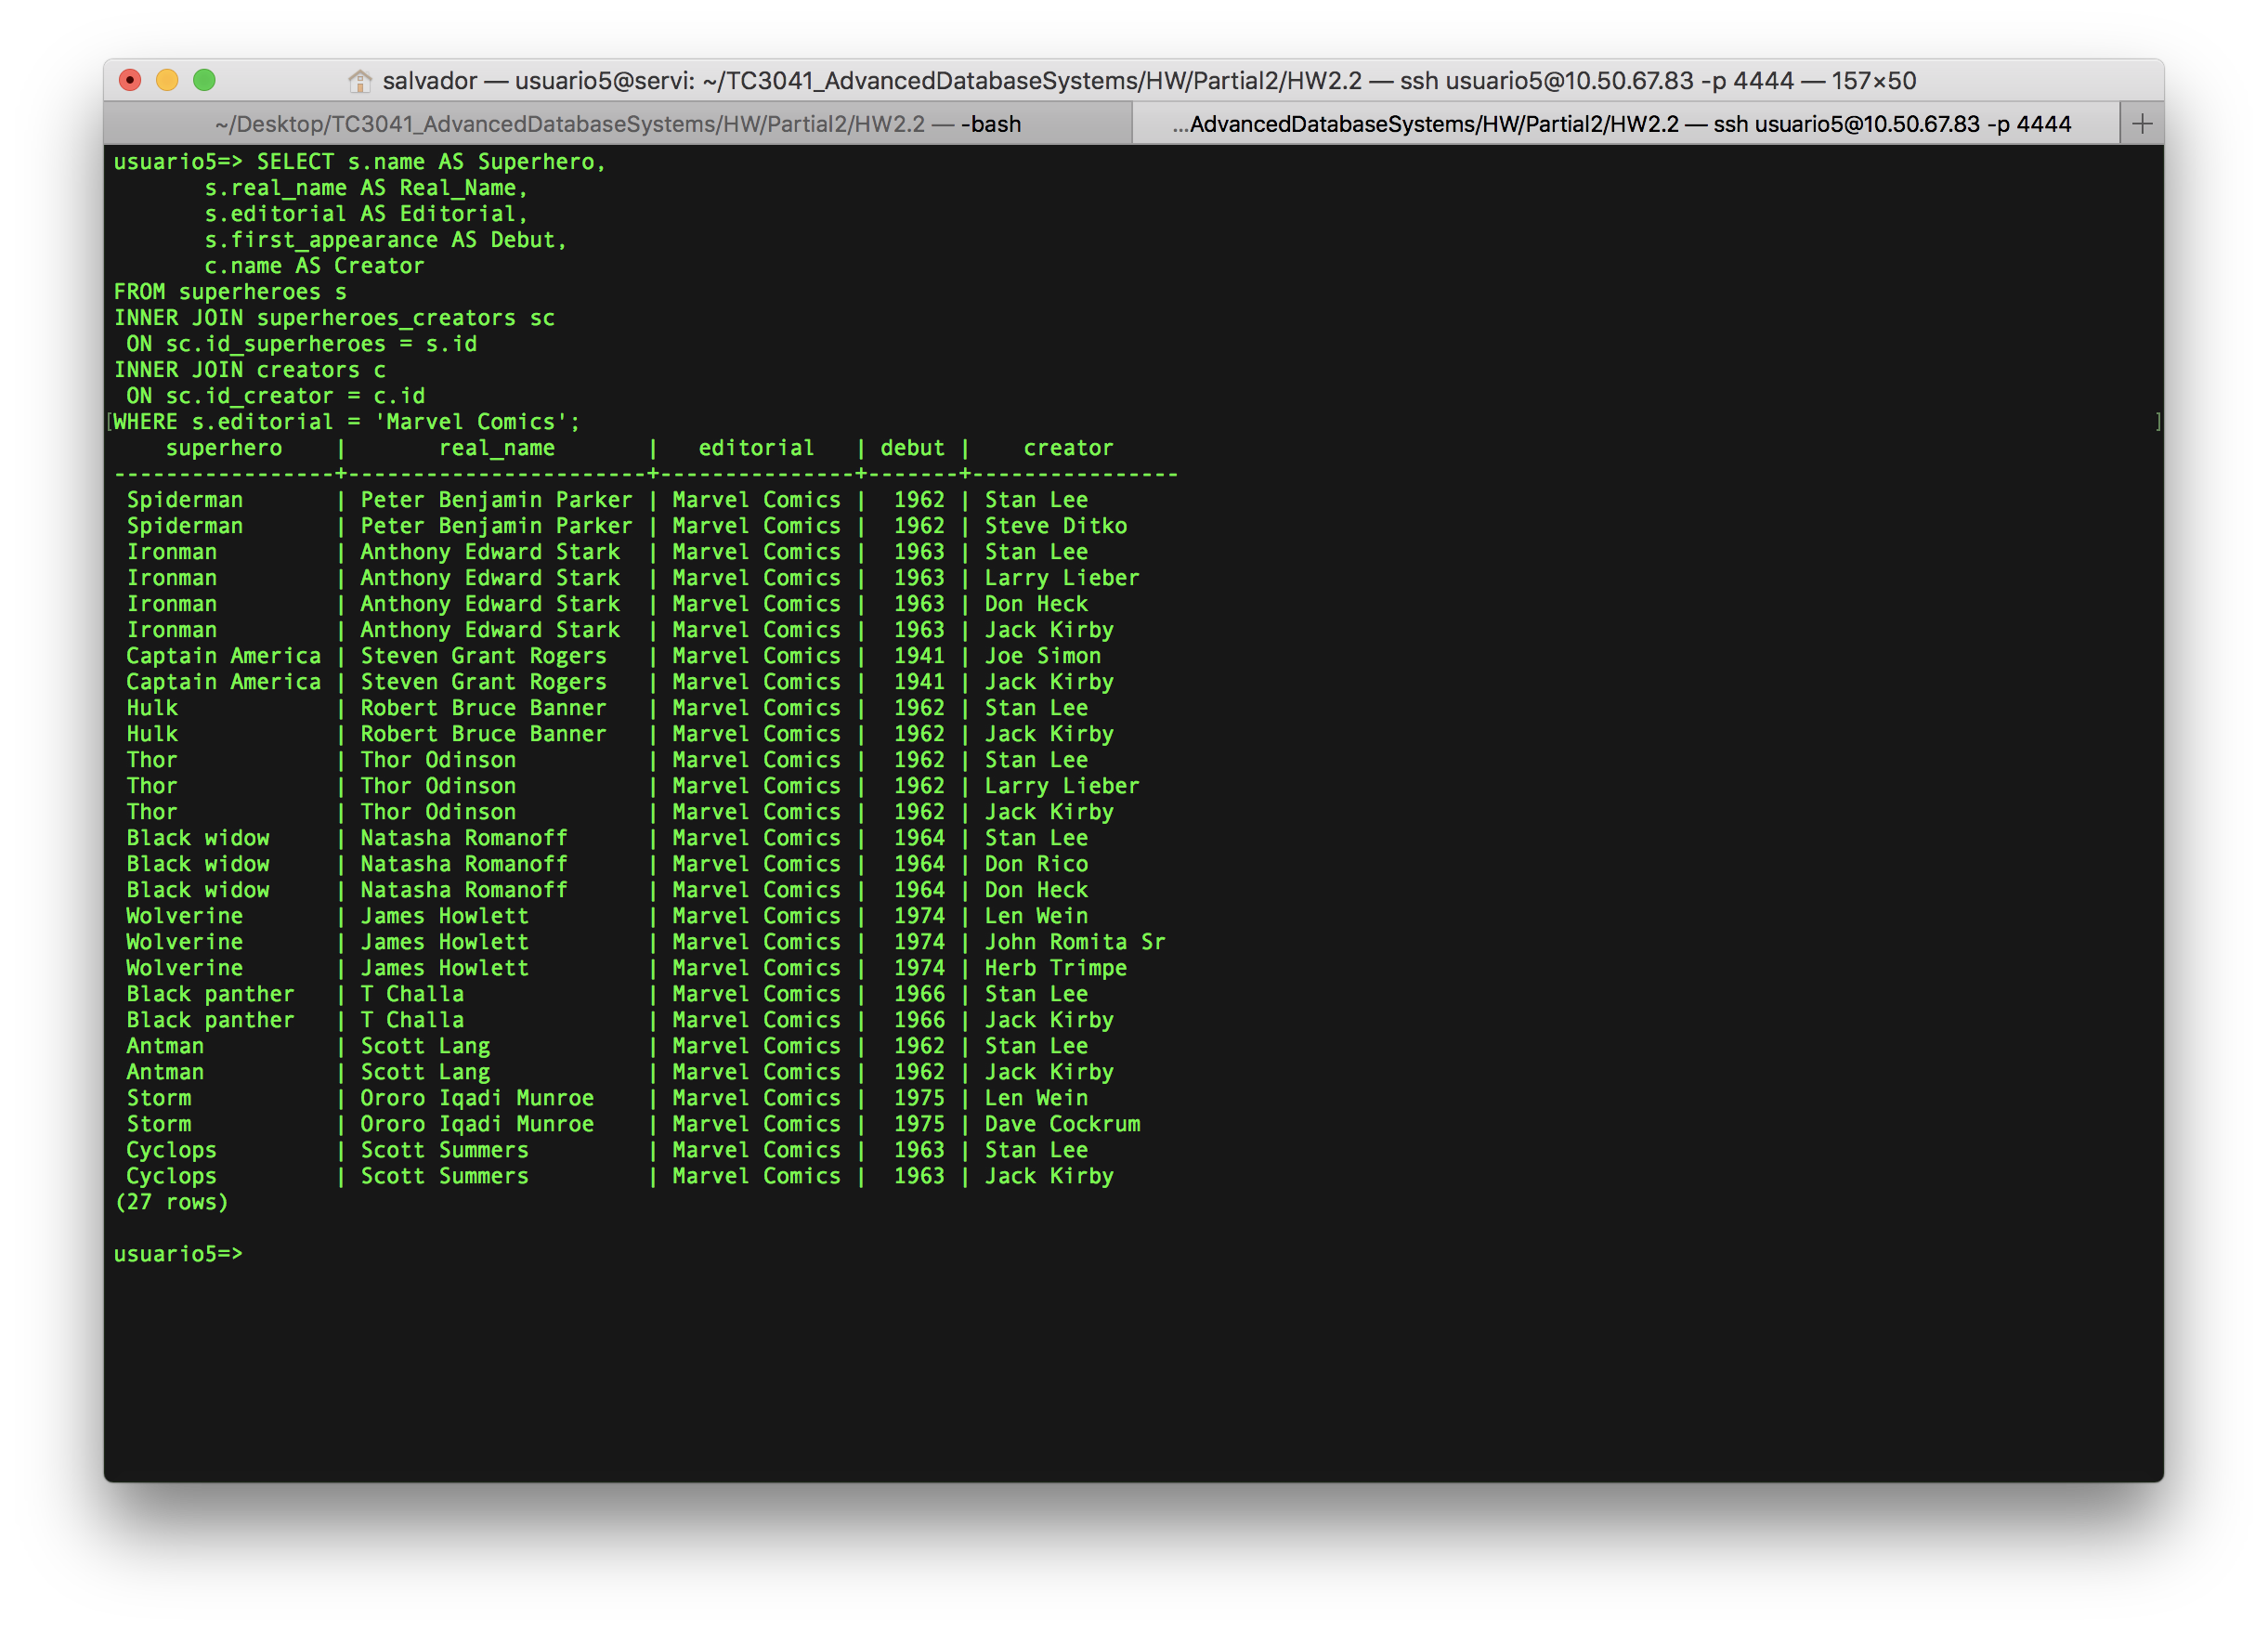 salvador — usuario5@servi: ~/TC3041_AdvancedDatabaseSystems/HW/Partial2/HW2.2 — ssh usuario5@10.50.67.83 -p 4444 — 157×50
~/Desktop/TC3041_AdvancedDatabaseSystems/HW/Partial2/HW2.2 — -bash ...AdvancedDatabaseSystems/HW/Partial2/HW2.2 — ssh usuario5@10.50.67.83 -p 4444 +
usuario5=> SELECT s.name AS Superhero,
       s.real_name AS Real_Name,
       s.editorial AS Editorial,
       s.first_appearance AS Debut,
       c.name AS Creator
FROM superheroes s
INNER JOIN superheroes_creators sc
 ON sc.id_superheroes = s.id
INNER JOIN creators c
 ON sc.id_creator = c.id
[WHERE s.editorial = 'Marvel Comics'; ]
    superhero    |       real_name       |   editorial   | debut |    creator
-----------------+-----------------------+---------------+-------+----------------
 Spiderman       | Peter Benjamin Parker | Marvel Comics |  1962 | Stan Lee
 Spiderman       | Peter Benjamin Parker | Marvel Comics |  1962 | Steve Ditko
 Ironman         | Anthony Edward Stark  | Marvel Comics |  1963 | Stan Lee
 Ironman         | Anthony Edward Stark  | Marvel Comics |  1963 | Larry Lieber
 Ironman         | Anthony Edward Stark  | Marvel Comics |  1963 | Don Heck
 Ironman         | Anthony Edward Stark  | Marvel Comics |  1963 | Jack Kirby
 Captain America | Steven Grant Rogers   | Marvel Comics |  1941 | Joe Simon
 Captain America | Steven Grant Rogers   | Marvel Comics |  1941 | Jack Kirby
 Hulk            | Robert Bruce Banner   | Marvel Comics |  1962 | Stan Lee
 Hulk            | Robert Bruce Banner   | Marvel Comics |  1962 | Jack Kirby
 Thor            | Thor Odinson          | Marvel Comics |  1962 | Stan Lee
 Thor            | Thor Odinson          | Marvel Comics |  1962 | Larry Lieber
 Thor            | Thor Odinson          | Marvel Comics |  1962 | Jack Kirby
 Black widow     | Natasha Romanoff      | Marvel Comics |  1964 | Stan Lee
 Black widow     | Natasha Romanoff      | Marvel Comics |  1964 | Don Rico
 Black widow     | Natasha Romanoff      | Marvel Comics |  1964 | Don Heck
 Wolverine       | James Howlett         | Marvel Comics |  1974 | Len Wein
 Wolverine       | James Howlett         | Marvel Comics |  1974 | John Romita Sr
 Wolverine       | James Howlett         | Marvel Comics |  1974 | Herb Trimpe
 Black panther   | T Challa              | Marvel Comics |  1966 | Stan Lee
 Black panther   | T Challa              | Marvel Comics |  1966 | Jack Kirby
 Antman          | Scott Lang            | Marvel Comics |  1962 | Stan Lee
 Antman          | Scott Lang            | Marvel Comics |  1962 | Jack Kirby
 Storm           | Ororo Iqadi Munroe    | Marvel Comics |  1975 | Len Wein
 Storm           | Ororo Iqadi Munroe    | Marvel Comics |  1975 | Dave Cockrum
 Cyclops         | Scott Summers         | Marvel Comics |  1963 | Stan Lee
 Cyclops         | Scott Summers         | Marvel Comics |  1963 | Jack Kirby
(27 rows)
usuario5=>